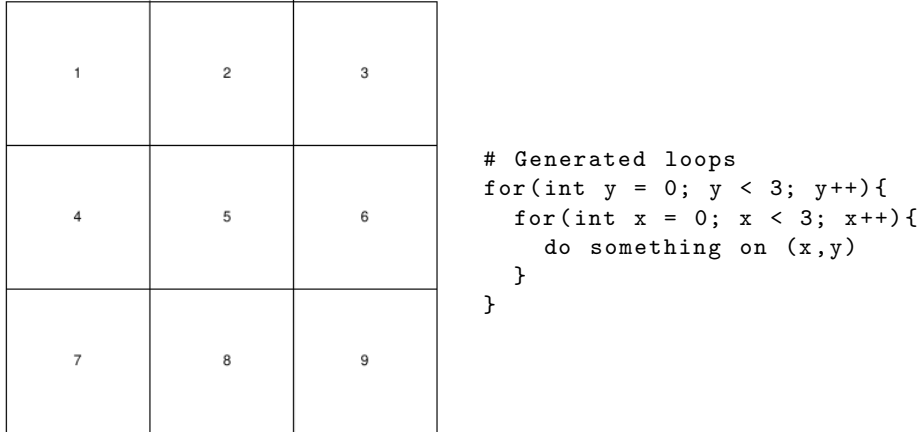 1 2 3
4 5 6
7 8 9
# Generated loops
for(int y = 0; y < 3; y++){
  for(int x = 0; x < 3; x++){
    do something on (x,y)
  }
}